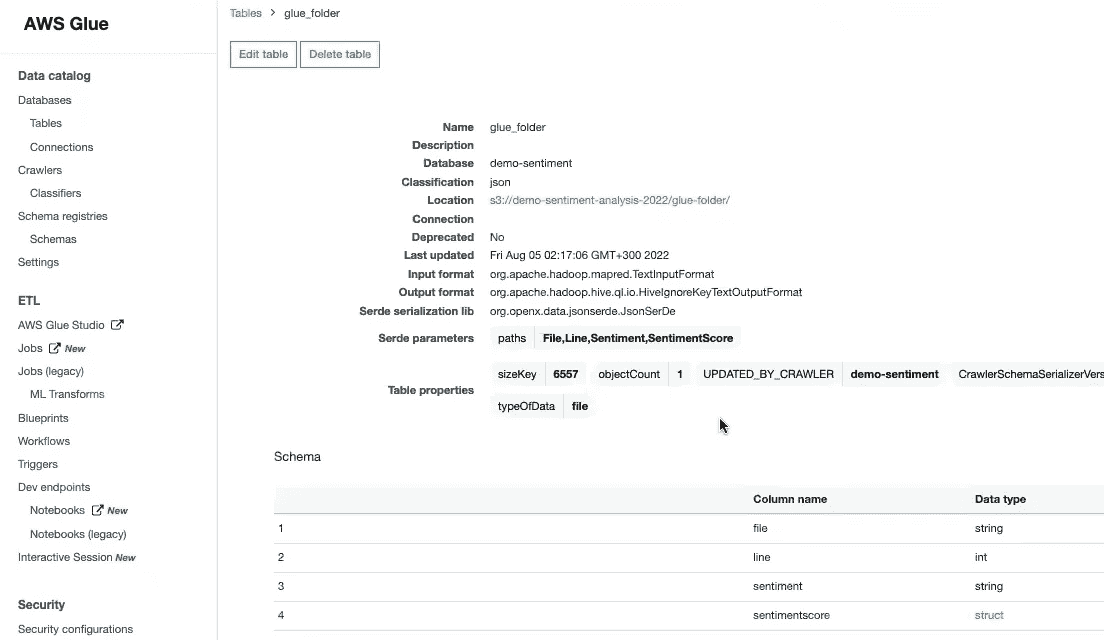 AWS Glue
Data catalog
Databases
Tables
Connections
Crawlers
Classifiers
Schema registries
Schemas
Settings
ETL
AWS Glue Studio
Jobs New
Jobs (legacy)
ML Transforms
Blueprints
Workflows
Triggers
Dev endpoints
Notebooks New
Notebooks (legacy)
Interactive Session New
Security
Security configurations
Tables > glue_folder
Edit table Delete table
Name glue_folder
Description
Database demo-sentiment
Classification json
Location s3://demo-sentiment-analysis-2022/glue-folder/
Connection
Deprecated No
Last updated Fri Aug 05 02:17:06 GMT+300 2022
Input format org.apache.hadoop.mapred.TextInputFormat
Output format org.apache.hadoop.hive.ql.io.HiveIgnoreKeyTextOutputFormat
Serde serialization lib org.openx.data.jsonserde.JsonSerDe
Serde parameters paths File,Line,Sentiment,SentimentScore
Table properties sizeKey 6557 objectCount 1 UPDATED_BY_CRAWLER demo-sentiment CrawlerSchemaSerializerVers
typeOfData file
Schema
Column name Data type
1 file string
2 line int
3 sentiment string
4 sentimentscore struct